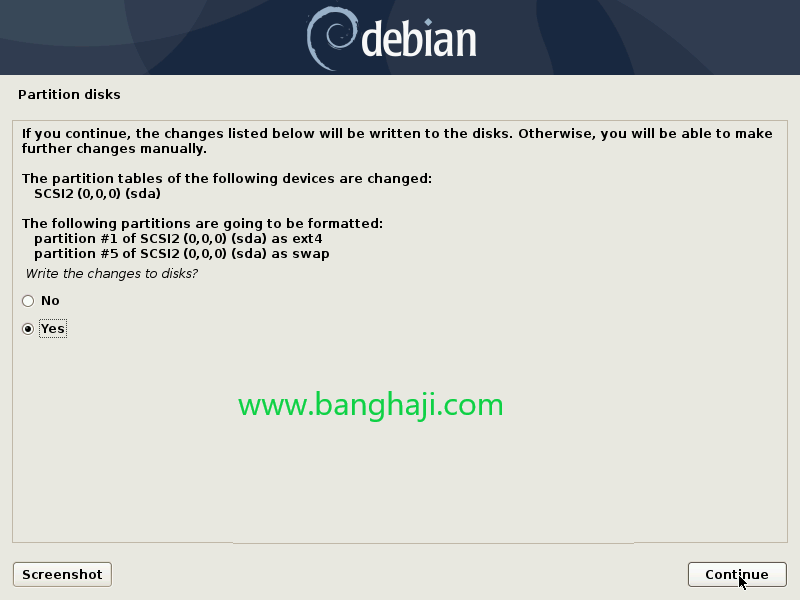 debian
Partition disks
If you continue, the changes listed below will be written to the disks. Otherwise, you will be able to make
further changes manually.
The partition tables of the following devices are changed:
SCSI2 (0,0,0) (sda)
The following partitions are going to be formatted:
partition #1 of SCSI2 (0,0,0) (sda) as ext4
partition #5 of SCSI2 (0,0,0) (sda) as swap
Write the changes to disks?
No
Yes
www.banghaji.com
Screenshot
Continue